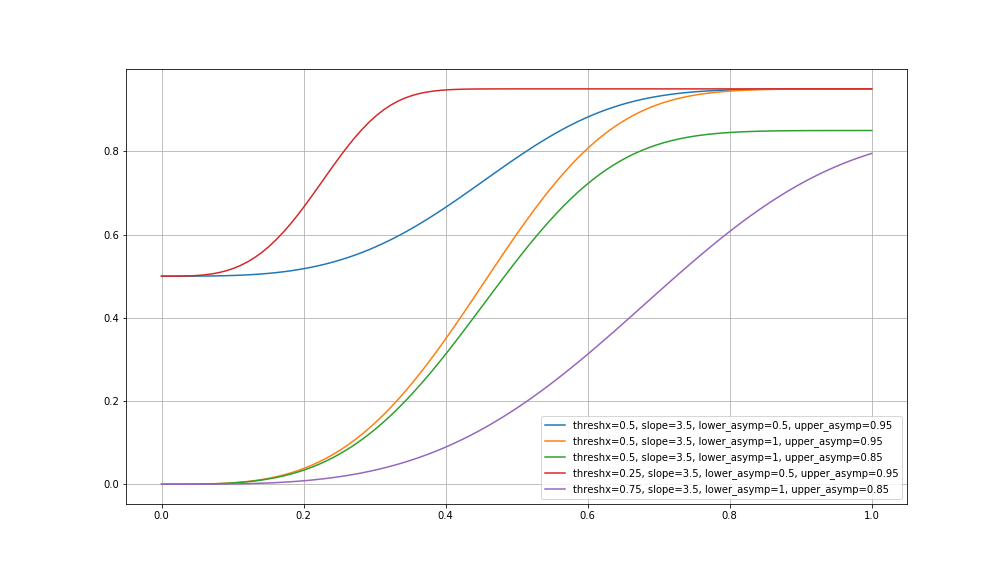 0.8
0.6
0.4
0.2
0.0
0.0 0.2 0.4 0.6 0.8 1.0
threshx=0.5, slope=3.5, lower_asymp=0.5, upper_asymp=0.95
threshx=0.5, slope=3.5, lower_asymp=1, upper_asymp=0.95
threshx=0.5, slope=3.5, lower_asymp=1, upper_asymp=0.85
threshx=0.25, slope=3.5, lower_asymp=0.5, upper_asymp=0.95
threshx=0.75, slope=3.5, lower_asymp=1, upper_asymp=0.85